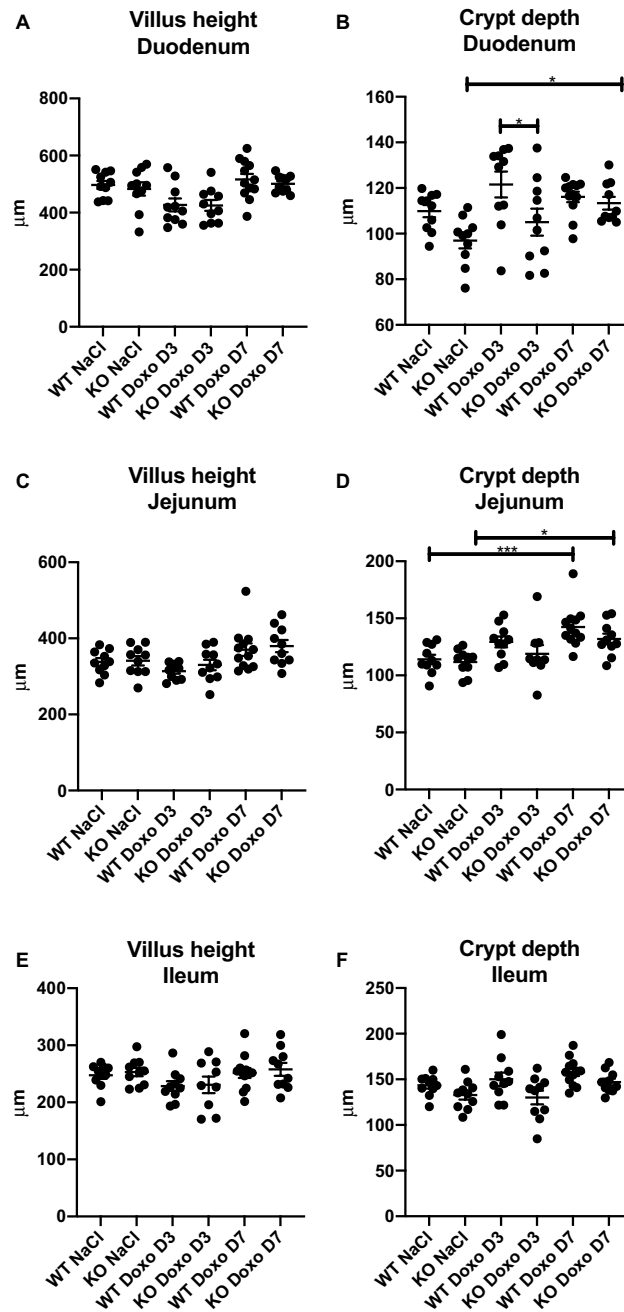 A
Villus height
Duodenum
800
600
400
200
0
μm
WT NaCl
KO NaCl
WT Doxo D3
KO Doxo D3
WT Doxo D7
KO Doxo D7
B
Crypt depth
Duodenum
*
*
160
140
120
100
80
60
μm
WT NaCl
KO NaCl
WT Doxo D3
KO Doxo D3
WT Doxo D7
KO Doxo D7
C
Villus height
Jejunum
600
400
200
0
μm
WT NaCl
KO NaCl
WT Doxo D3
KO Doxo D3
WT Doxo D7
KO Doxo D7
D
Crypt depth
Jejunum
*
***
200
150
100
50
0
μm
WT NaCl
KO NaCl
WT Doxo D3
KO Doxo D3
WT Doxo D7
KO Doxo D7
E
Villus height
Ileum
400
300
200
100
0
μm
WT NaCl
KO NaCl
WT Doxo D3
KO Doxo D3
WT Doxo D7
KO Doxo D7
F
Crypt depth
Ileum
250
200
150
100
50
0
μm
WT NaCl
KO NaCl
WT Doxo D3
KO Doxo D3
WT Doxo D7
KO Doxo D7